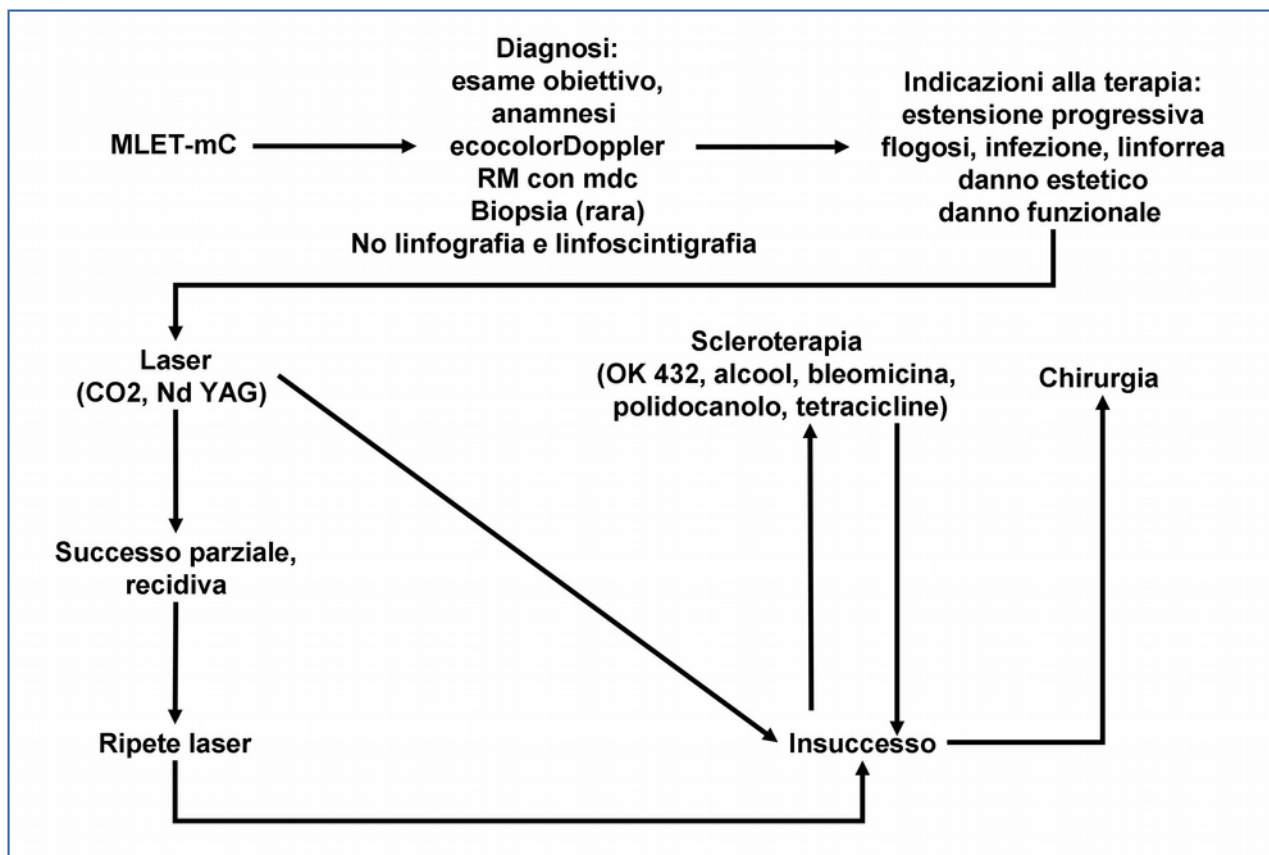 MLET-mC
Diagnosi:
esame obiettivo,
anamnesi
ecocolorDoppler
RM con mdc
Biopsia (rara)
No linfografia e linfoscintigrafia
Indicazioni alla terapia:
estensione progressiva
flogosi, infezione, linforrea
danno estetico
danno funzionale
Laser
(CO2, Nd YAG)
Scleroterapia
(OK 432, alcool, bleomicina,
polidocanolo, tetracicline)
Chirurgia
Successo parziale,
recidiva
Ripete laser
Insuccesso